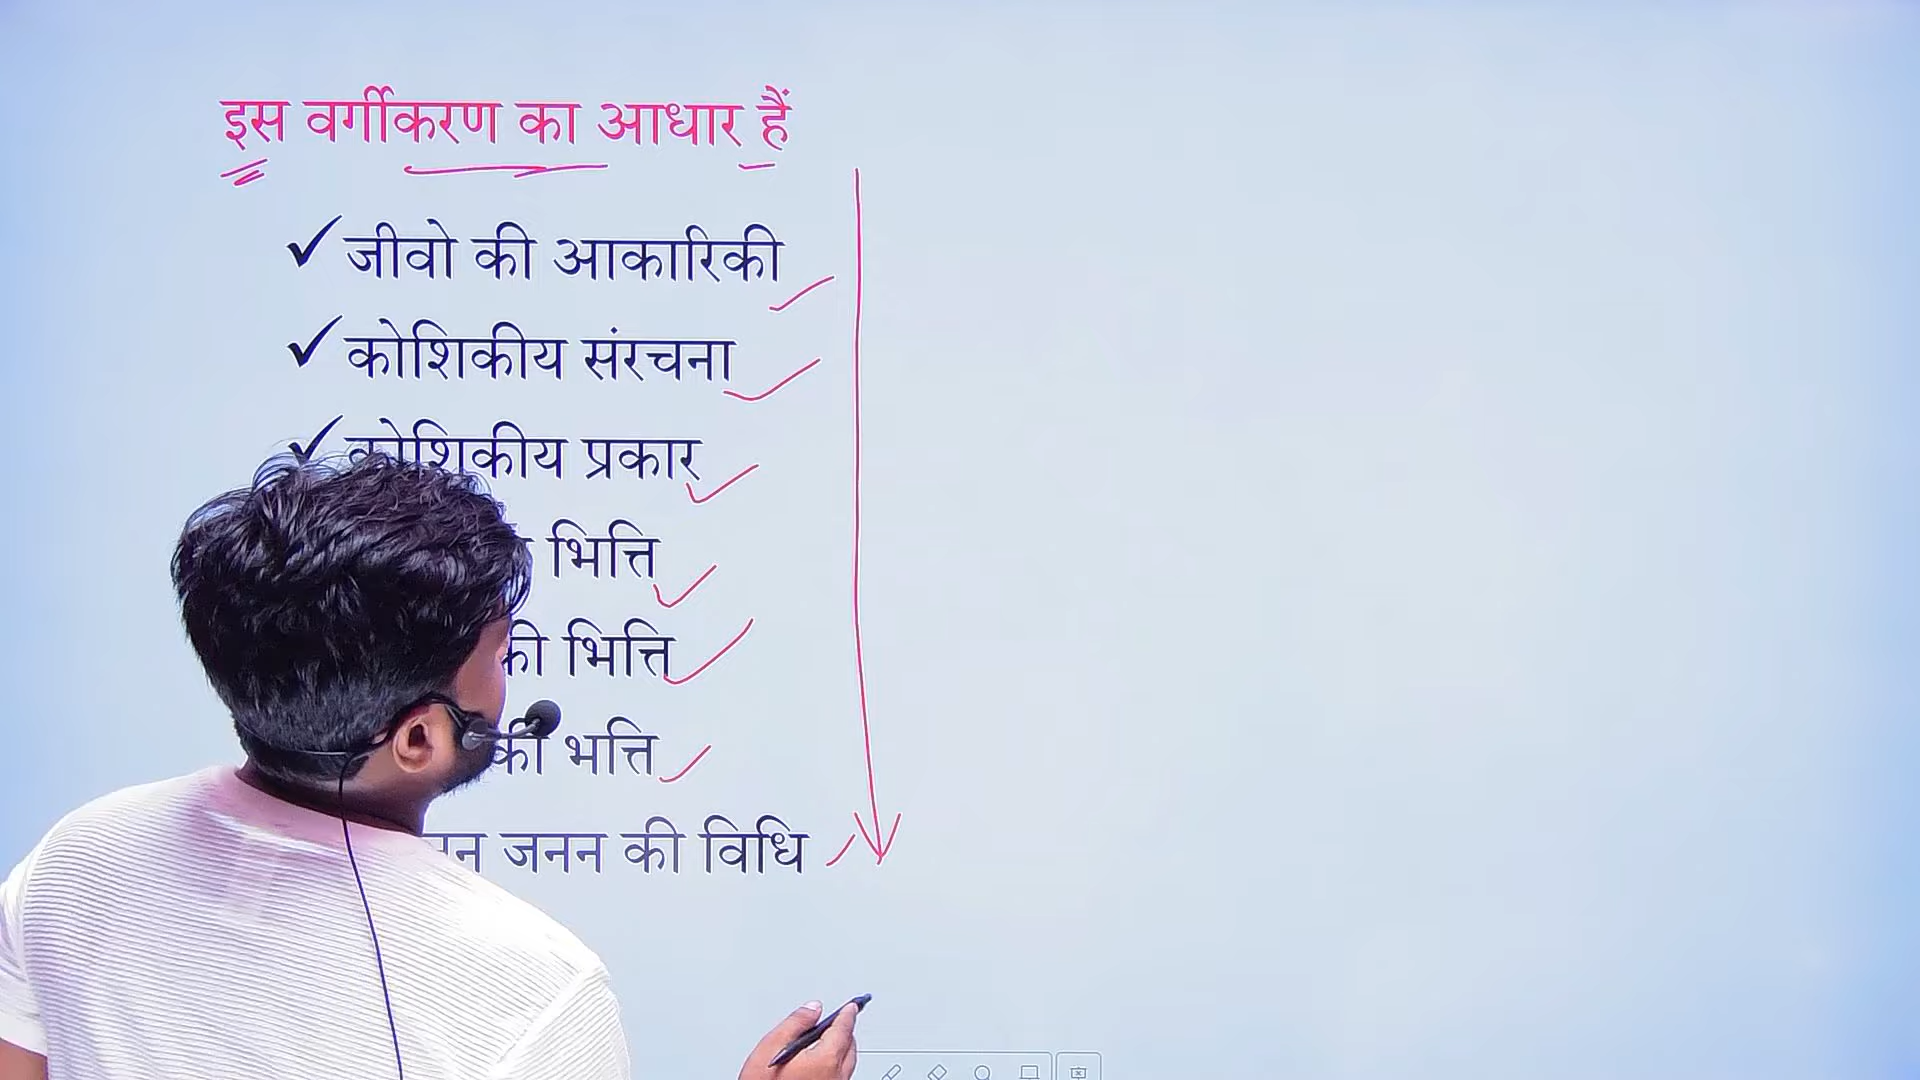 इस वर्गीकरण का आधार हैं
जीवो की आकारिकी
कोशिकीय संरचना
कोशिकीय प्रकार
भित्ति
की भित्ति
की भत्ति
जनन की विधि